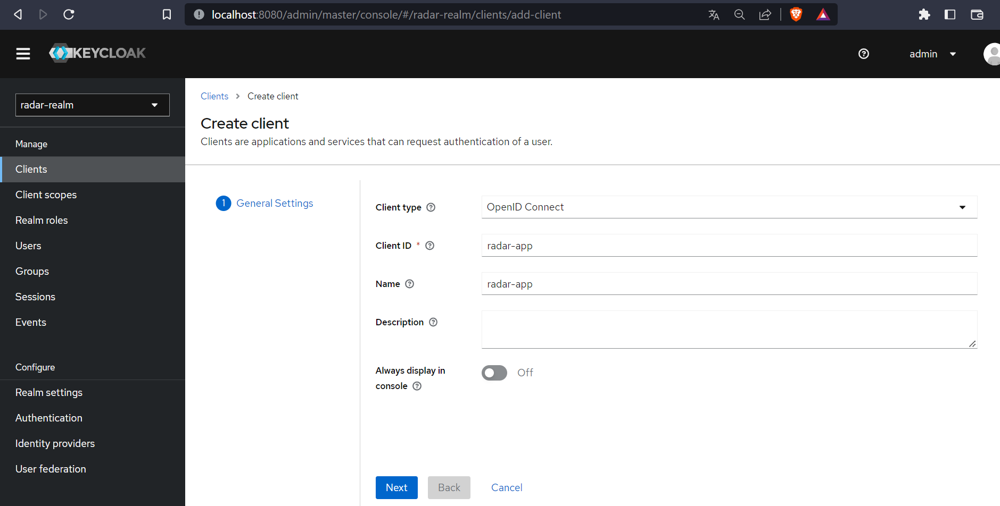 localhost:8080/admin/master/console/#/radar-realm/clients/add-client
KEYCLOAK
admin
radar-realm
Manage
Clients
Client scopes
Realm roles
Users
Groups
Sessions
Events
Configure
Realm settings
Authentication
Identity providers
User federation
Clients > Create client
Create client
Clients are applications and services that can request authentication of a user.
1 General Settings
Client type OpenID Connect
Client ID * radar-app
Name radar-app
Description
Always display in
console
Off
Next Back Cancel